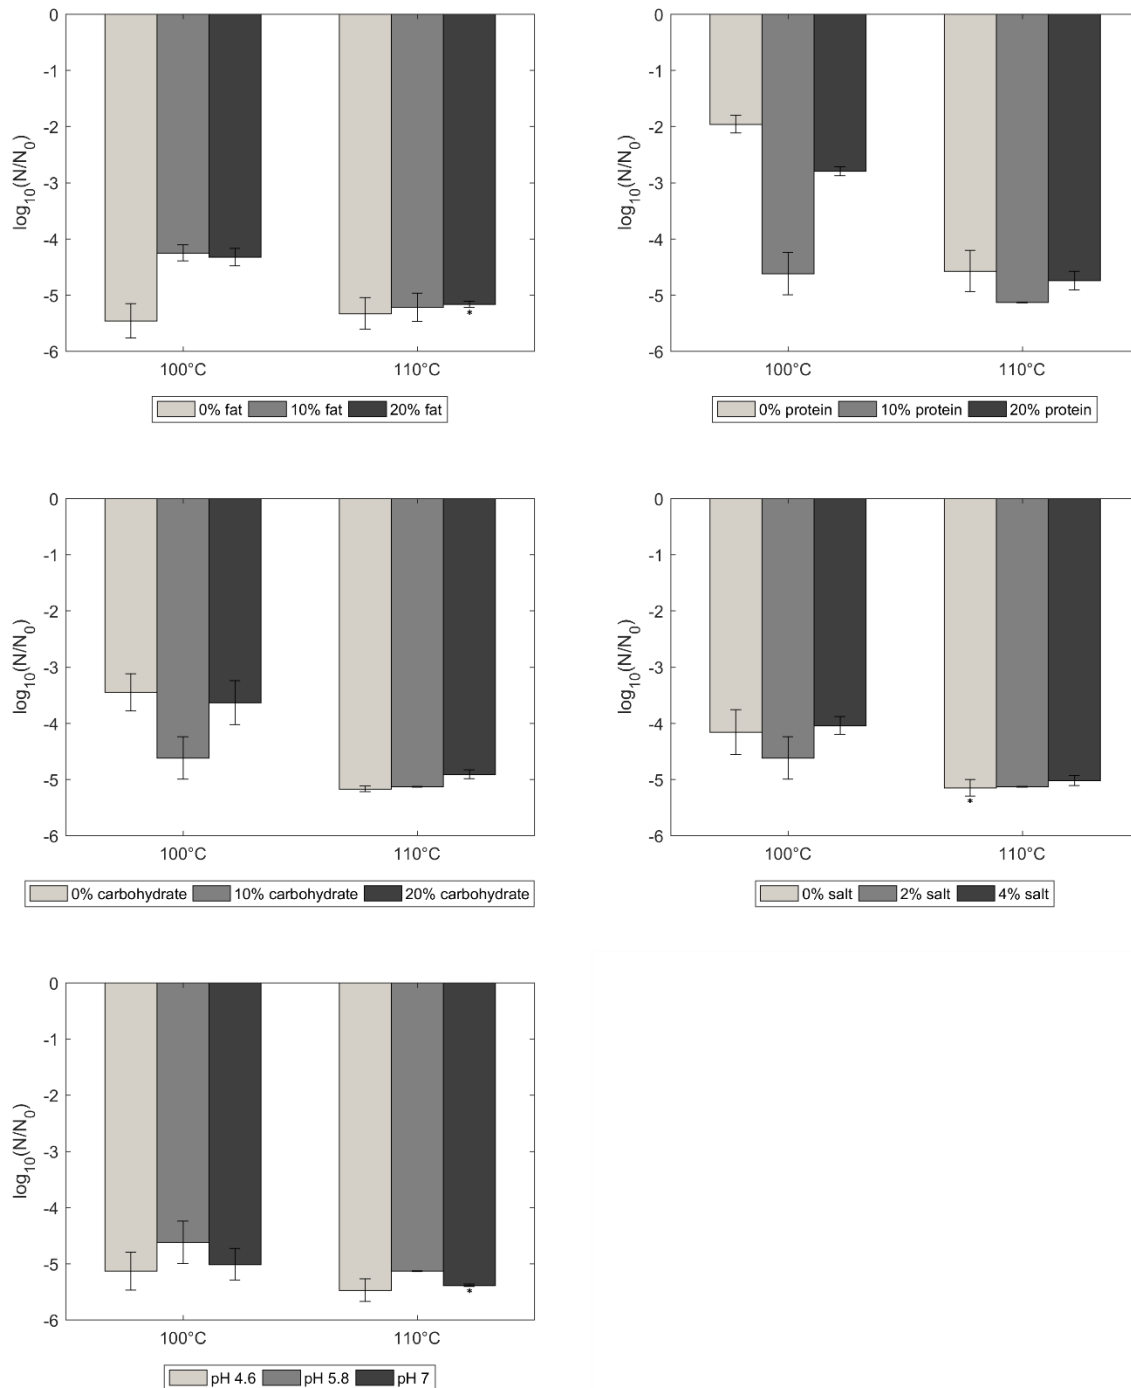 0
-1
-2
-3
-4
-5
-6
log10(N/N0)
*
100°C 110°C
0% fat 10% fat 20% fat
0
-1
-2
-3
-4
-5
-6
log10(N/N0)
100°C 110°C
0% protein 10% protein 20% protein
0
-1
-2
-3
-4
-5
-6
log10(N/N0)
100°C 110°C
0% carbohydrate 10% carbohydrate 20% carbohydrate
0
-1
-2
-3
-4
-5
-6
log10(N/N0)
*
100°C 110°C
0% salt 2% salt 4% salt
0
-1
-2
-3
-4
-5
-6
log10(N/N0)
*
100°C 110°C
pH 4.6 pH 5.8 pH 7